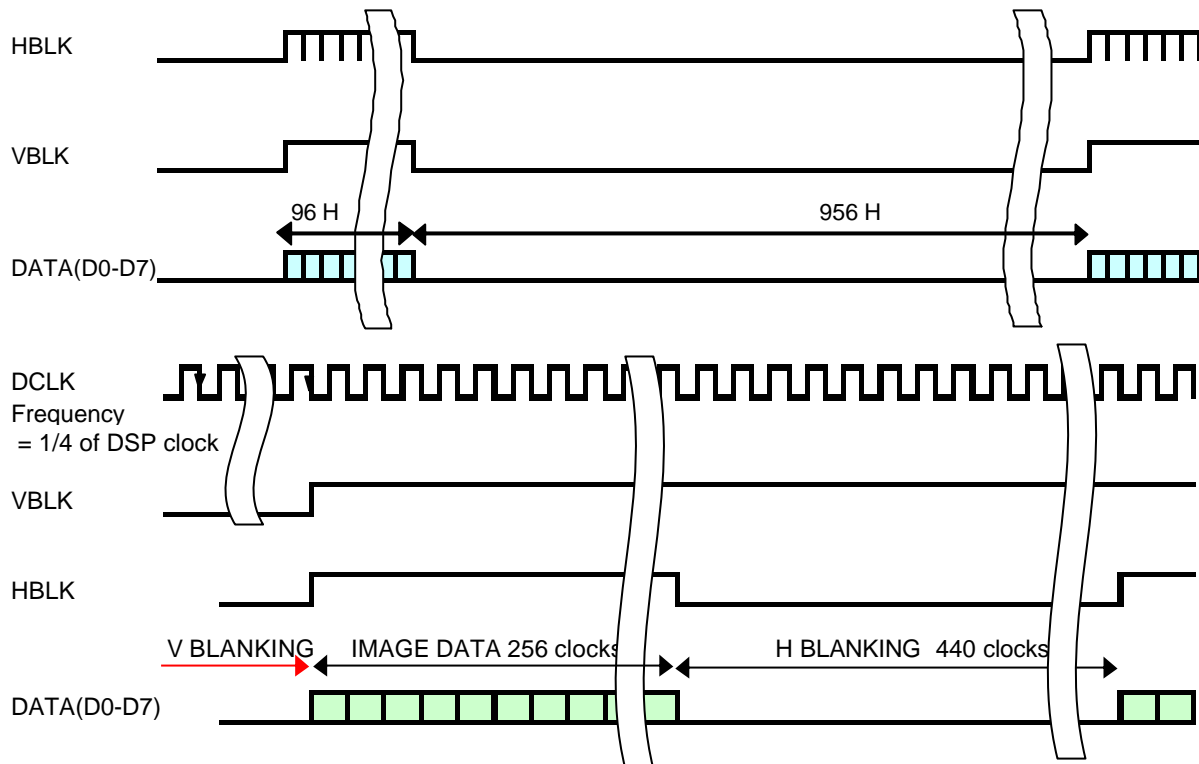 HBLK
VBLK
96 H
956 H
DATA(D0-D7)
DCLK
Frequency
= 1/4 of DSP clock
VBLK
HBLK
V BLANKING
IMAGE DATA 256 clocks
H BLANKING 440 clocks
DATA(D0-D7)